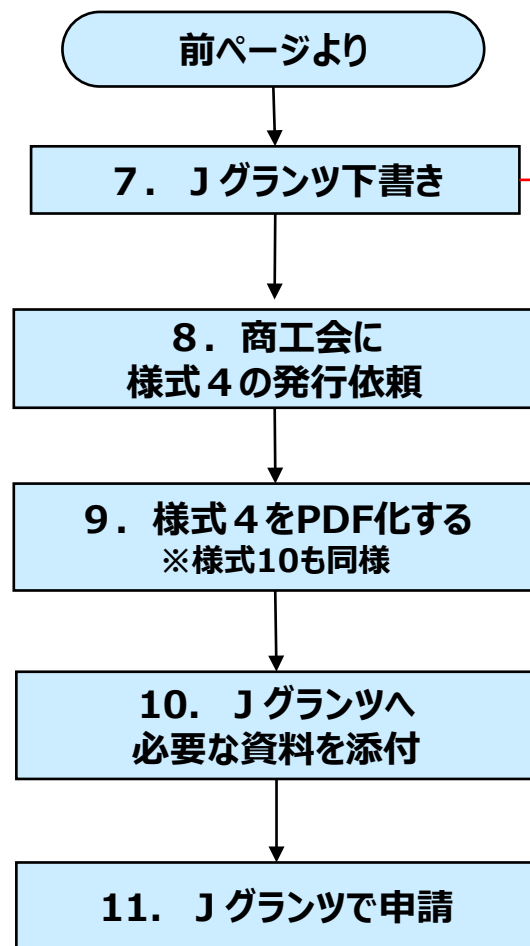 前ページより
７．Ｊグランツ下書き
８．商工会に
様式４の発行依頼
９．様式４をPDF化する
※様式10も同様
10．Ｊグランツへ
必要な資料を添付
11．Ｊグランツで申請